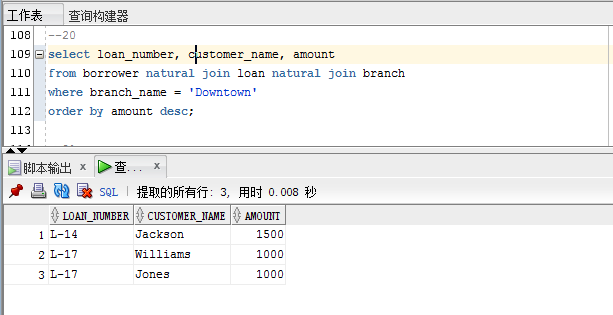 工作表 查询构建器
108 --20
109 select loan_number, customer_name, amount
110 from borrower natural join loan natural join branch
111 where branch_name = 'Downtown'
112 order by amount desc;
113
脚本输出 x 查... x
SQL | 提取的所有行: 3, 用时 0.008 秒
LOAN_NUMBER CUSTOMER_NAME AMOUNT
1 L-14 Jackson 1500
2 L-17 Williams 1000
3 L-17 Jones 1000